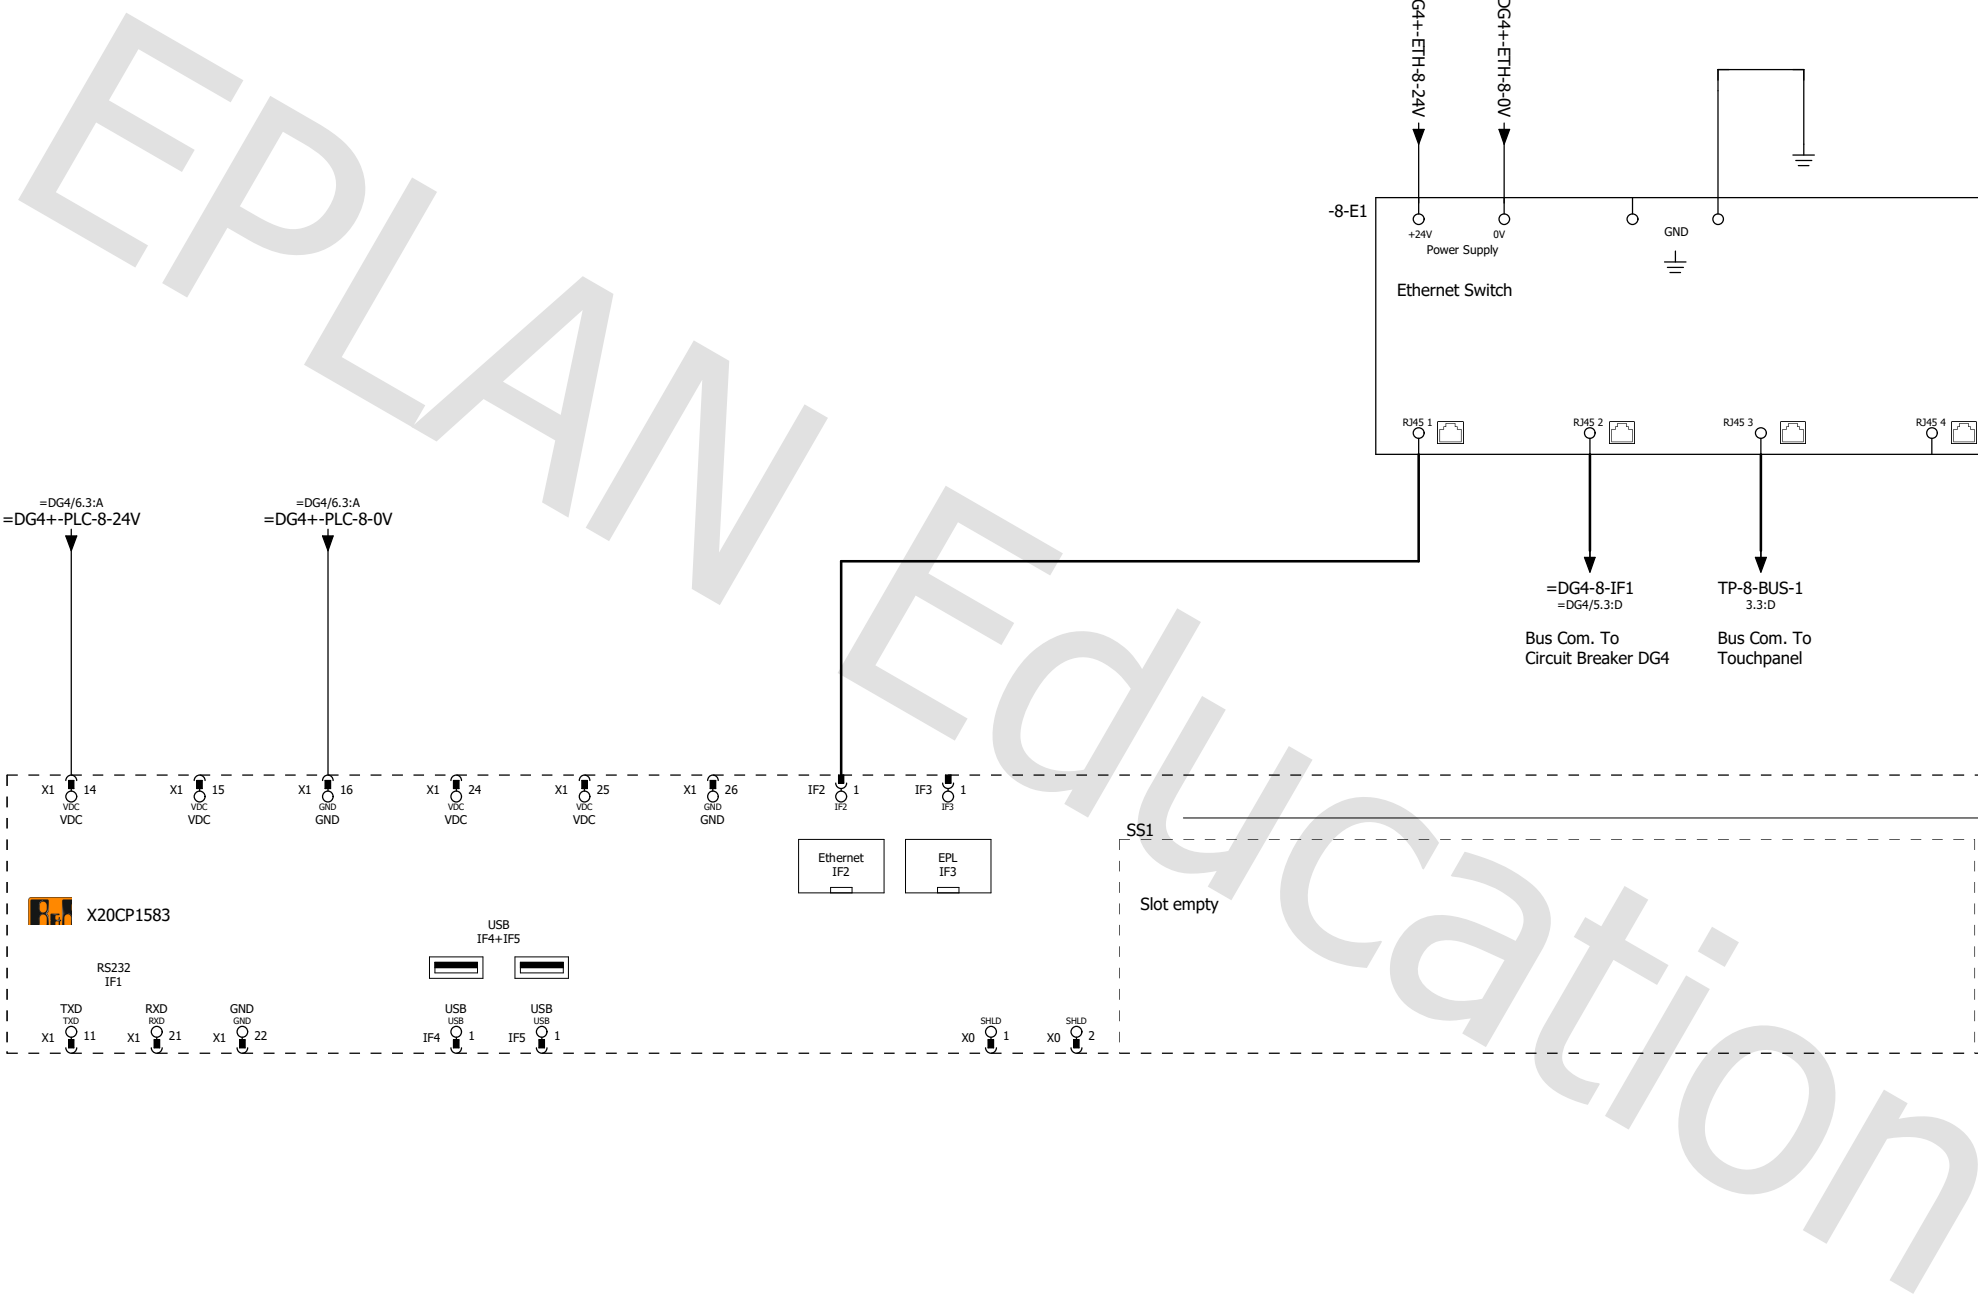 G4+-ETH-8-24V
DG4+-ETH-8-0V
-8-E1
+24V
0V
Power Supply
GND
Ethernet Switch
RJ45 1
RJ45 2
RJ45 3
RJ45 4
=DG4/6.3:A
=DG4+-PLC-8-24V
=DG4/6.3:A
=DG4+-PLC-8-0V
=DG4-8-IF1
=DG4/5.3:D
TP-8-BUS-1
3.3:D
Bus Com. To
Circuit Breaker DG4
Bus Com. To
Touchpanel
X1 14
VDC
VDC
X1 15
VDC
VDC
X1 16
GND
GND
X1 24
VDC
VDC
X1 25
VDC
VDC
X1 26
GND
GND
IF2 1
IF2
IF3 1
IF3
SS1
Ethernet
IF2
EPL
IF3
Slot empty
B&R
X20CP1583
USB
IF4+IF5
RS232
IF1
TXD
TXD
X1 11
RXD
RXD
X1 21
GND
GND
X1 22
USB
USB
IF4 1
USB
USB
IF5 1
SHLD
X0 1
SHLD
X0 2
EPLAN Education